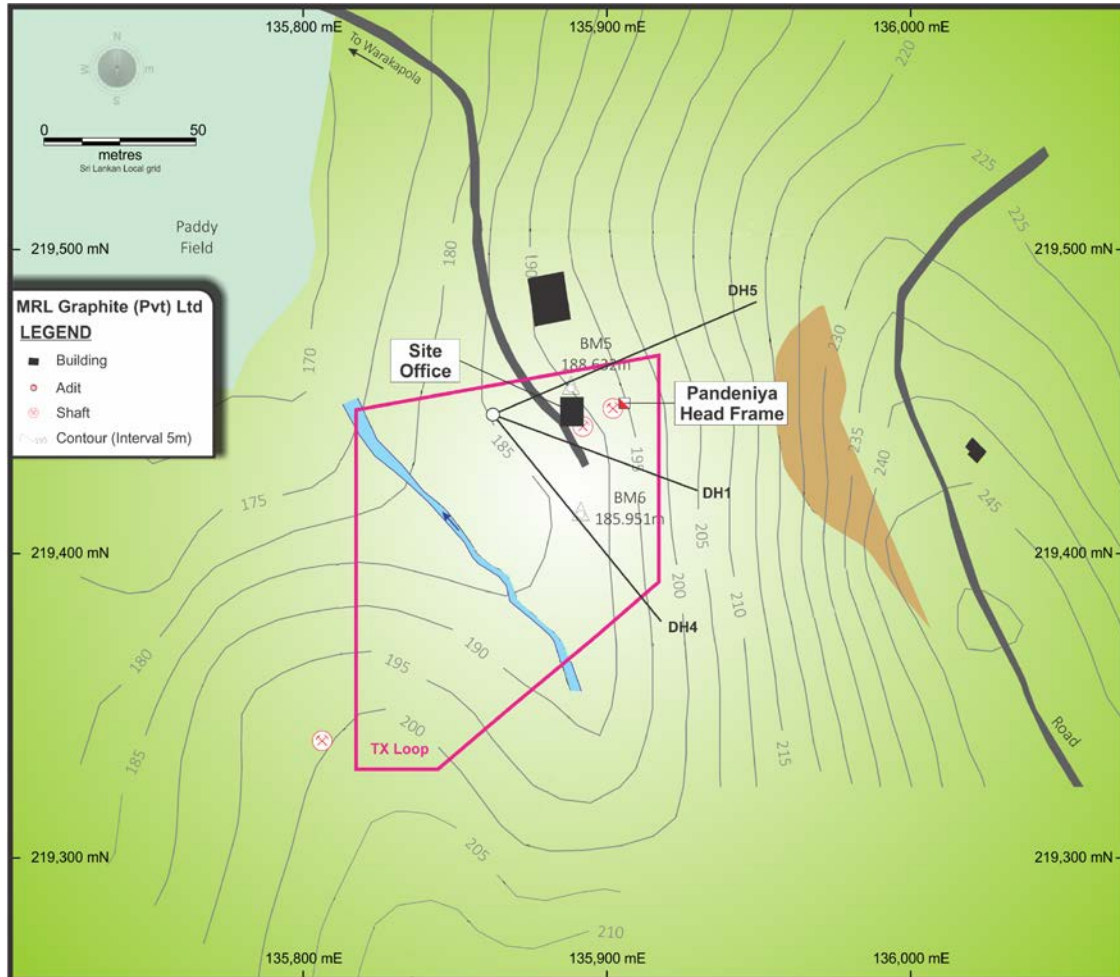 135,800 mE
135,900 mE
136,000 mE
To Warakapola
N
W
S
0 50
metres
Sri Lankan Local grid
Paddy
Field
219,500 mN
219,500 mN
MRL Graphite (Pvt) Ltd
LEGEND
Building
Adit
Shaft
Contour (Interval 5m)
220
225
225
180
190
170
230
235
240
245
DH5
BM5
188.632m
Site
Office
Pandeniya
Head Frame
185
195
175
DH1
BM6
185.951m
219,400 mN
219,400 mN
205
200
210
DH4
180
190
195
200
185
TX Loop
215
Road
219,300 mN
219,300 mN
205
210
135,800 mE
135,900 mE
136,000 mE